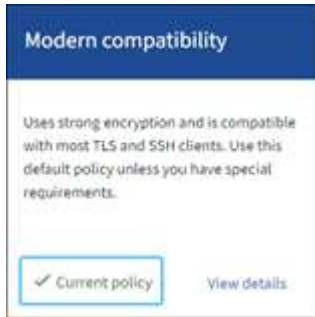 Modern compatibility
Uses strong encryption and is compatible
with most TLS and SSH clients. Use this
default policy unless you have special
requirements.
✓ Current policy
View details